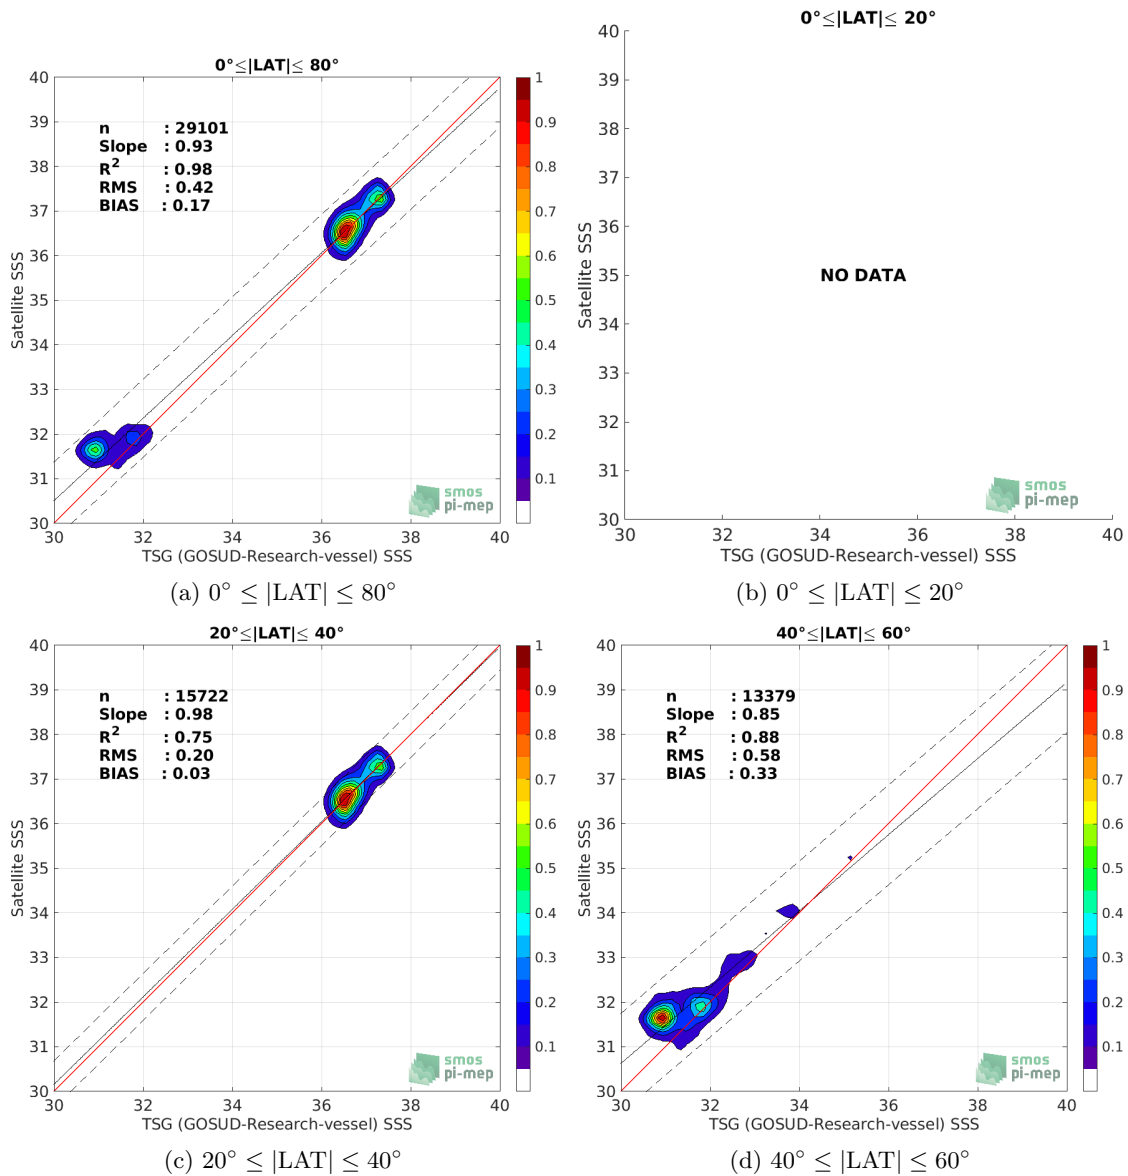 0°≤|LAT|≤ 80°
40
39
38
37
36
35
34
33
32
31
30
Satellite SSS
n : 29101
Slope : 0.93
R² : 0.98
RMS : 0.42
BIAS : 0.17
smos
pi-mep
30 32 34 36 38 40
TSG (GOSUD-Research-vessel) SSS
1
0.9
0.8
0.7
0.6
0.5
0.4
0.3
0.2
0.1
(a) 0° ≤ |LAT| ≤ 80°
0°≤|LAT|≤ 20°
40
39
38
37
36
35
34
33
32
31
30
Satellite SSS
NO DATA
smos
pi-mep
30 32 34 36 38 40
TSG (GOSUD-Research-vessel) SSS
(b) 0° ≤ |LAT| ≤ 20°
20°≤|LAT|≤ 40°
40
39
38
37
36
35
34
33
32
31
30
Satellite SSS
n : 15722
Slope : 0.98
R² : 0.75
RMS : 0.20
BIAS : 0.03
smos
pi-mep
30 32 34 36 38 40
TSG (GOSUD-Research-vessel) SSS
1
0.9
0.8
0.7
0.6
0.5
0.4
0.3
0.2
0.1
(c) 20° ≤ |LAT| ≤ 40°
40°≤|LAT|≤ 60°
40
39
38
37
36
35
34
33
32
31
30
Satellite SSS
n : 13379
Slope : 0.85
R² : 0.88
RMS : 0.58
BIAS : 0.33
smos
pi-mep
30 32 34 36 38 40
TSG (GOSUD-Research-vessel) SSS
1
0.9
0.8
0.7
0.6
0.5
0.4
0.3
0.2
0.1
(d) 40° ≤ |LAT| ≤ 60°